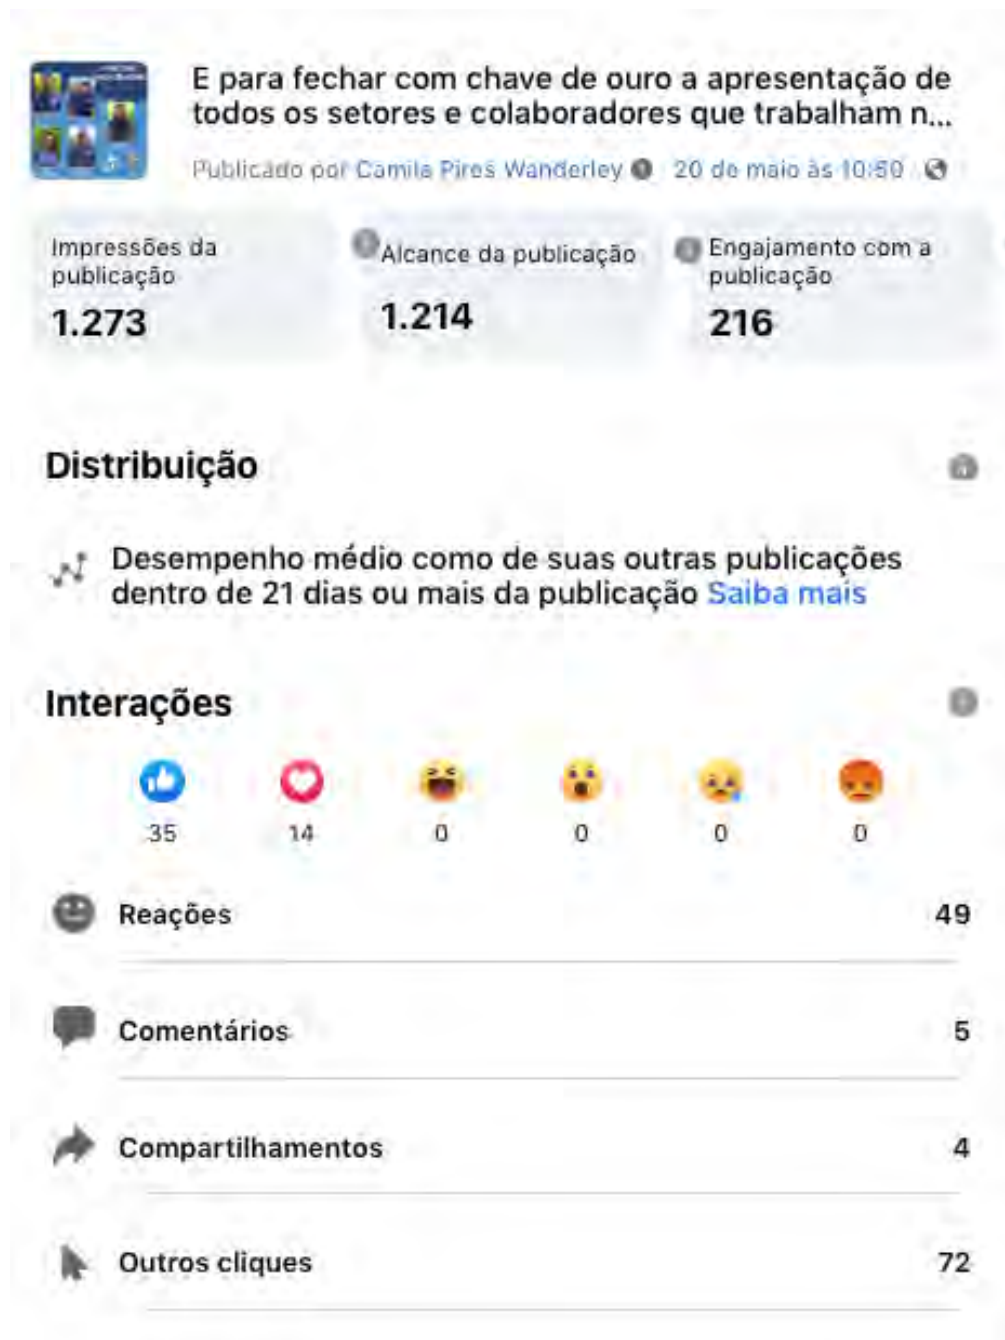 E para fechar com chave de ouro a apresentação de
todos os setores e colaboradores que trabalham n...
Publicado por Camila Pires Wanderley
20 de maio às 10:50
Impressões da
publicação
1.273
Alcance da publicação
1.214
Engajamento com a
publicação
216
Distribuição
Desempenho médio como de suas outras publicações
dentro de 21 dias ou mais da publicação Saiba mais
Interações
35 14 0 0 0 0
Reações 49
Comentários 5
Compartilhamentos 4
Outros cliques 72